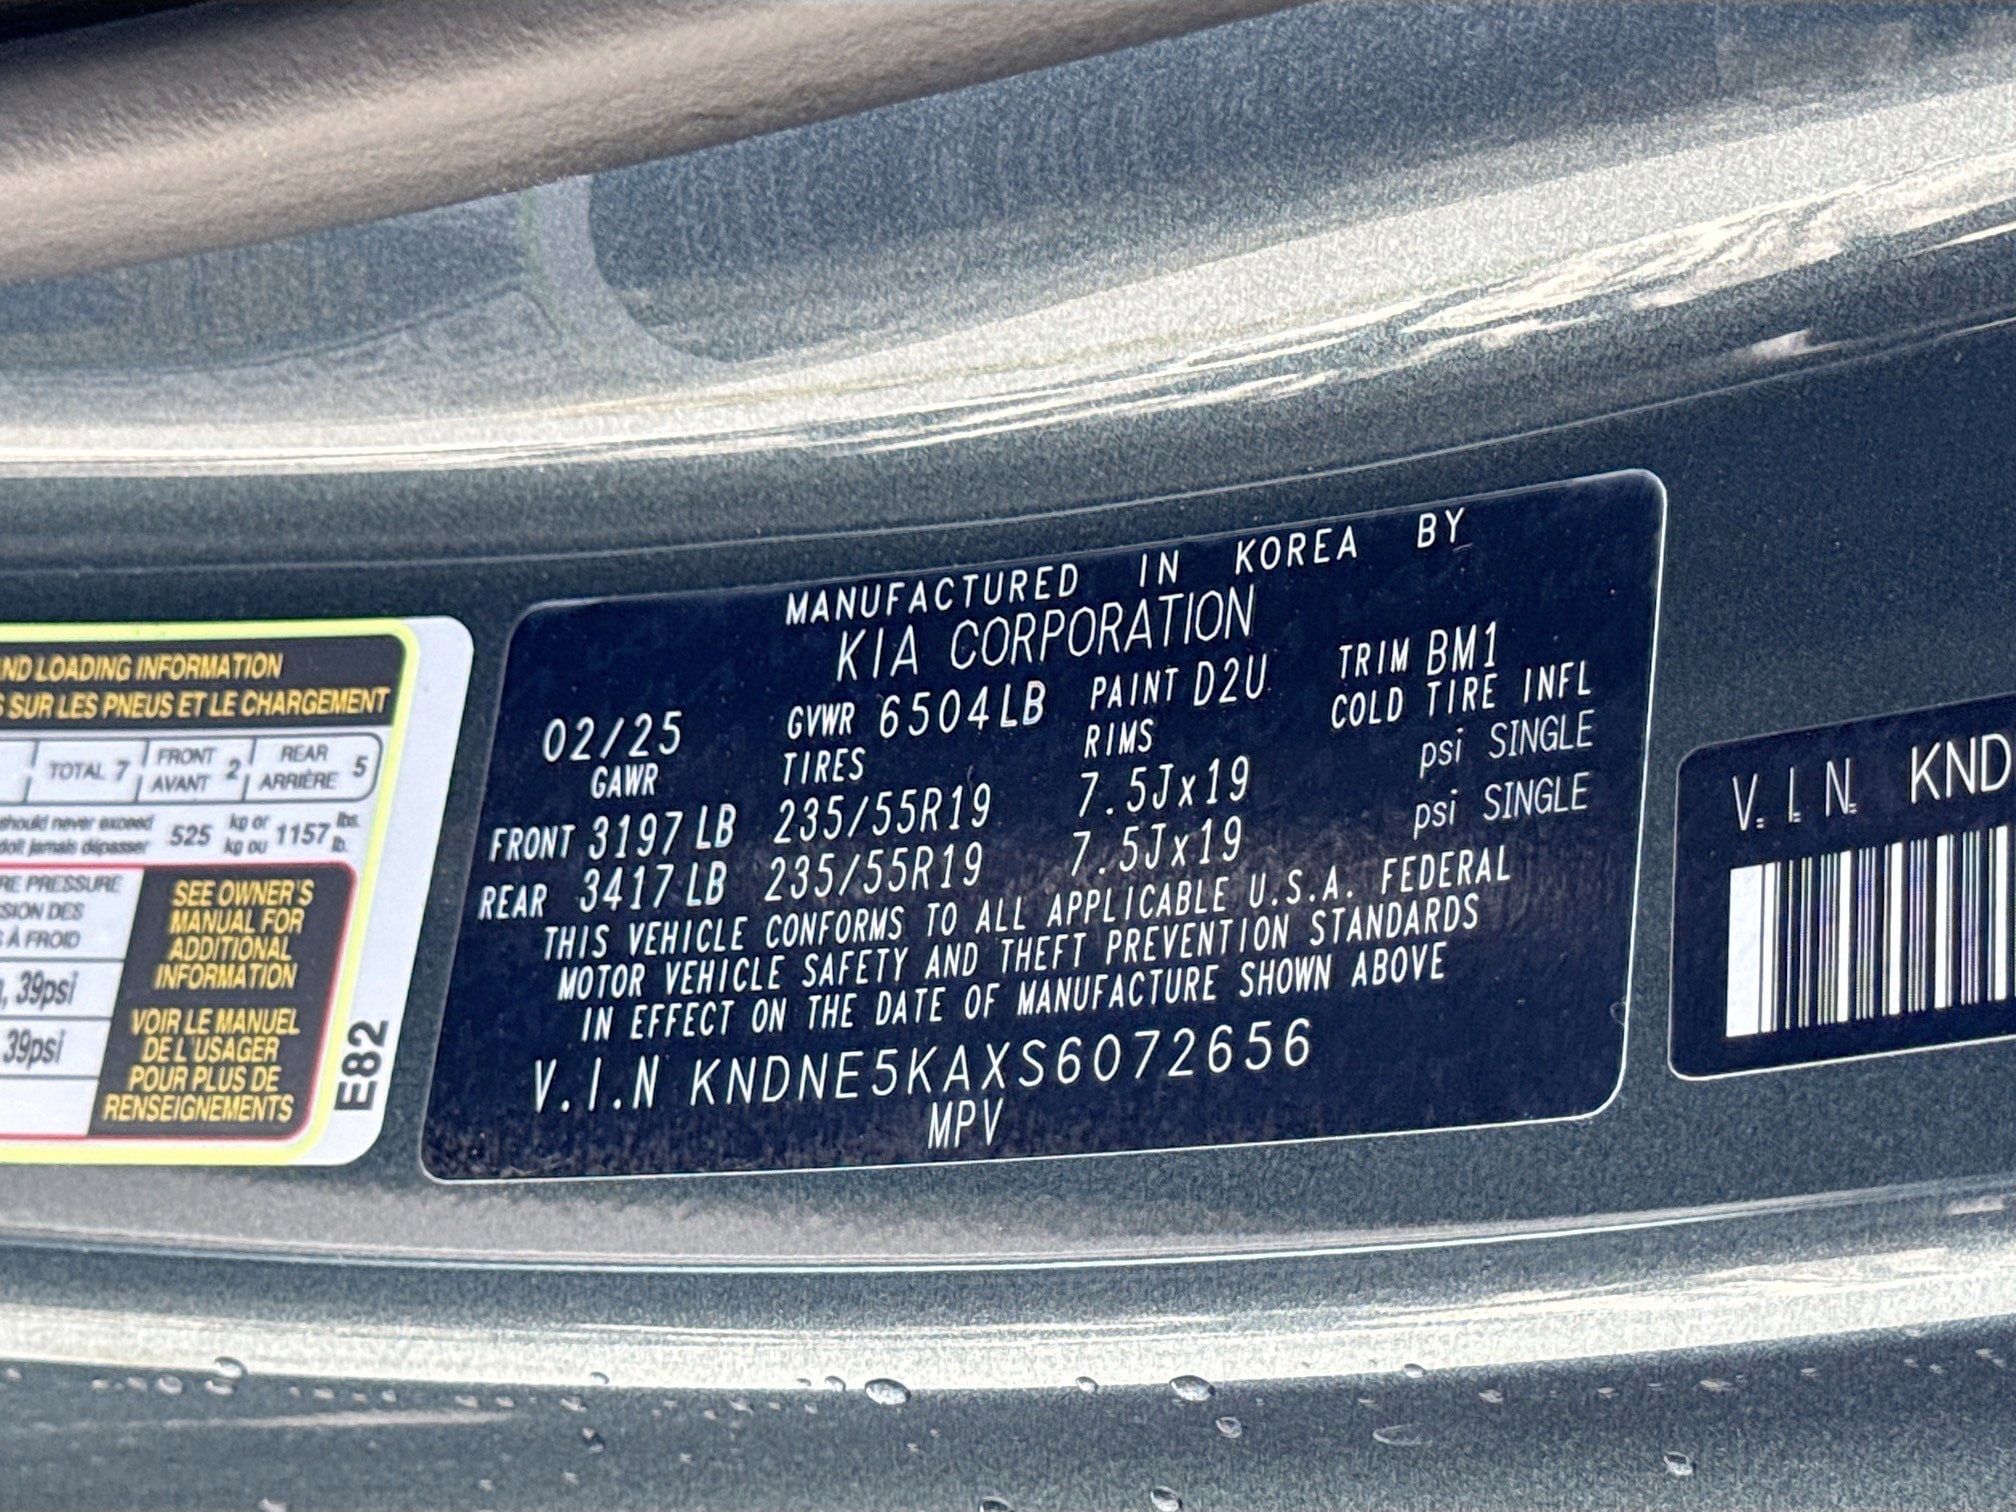 AND LOADING INFORMATION
SUR LES PNEUS ET LE CHARGEMENT
TOTAL 7
FRONT
AVANT 2
REAR
ARRIÈRE 5
should never exceed
doit jamais dépasser 525
kg or
kg ou
1157 lbs.
lb.
RE PRESSURE
SION DES
À FROID
39psi
39psi
SEE OWNER'S
MANUAL FOR
ADDITIONAL
INFORMATION
VOIR LE MANUEL
DE L'USAGER
POUR PLUS DE
RENSEIGNEMENTS
E82
MANUFACTURED IN KOREA BY
KIA CORPORATION
02/25 GVWR 6504LB PAINT D2U TRIM BM1
GAWR TIRES RIMS COLD TIRE INFL
FRONT 3197 LB 235/55R19 7.5Jx19 psi SINGLE
REAR 3417 LB 235/55R19 7.5Jx19 psi SINGLE
THIS VEHICLE CONFORMS TO ALL APPLICABLE U.S.A. FEDERAL
MOTOR VEHICLE SAFETY AND THEFT PREVENTION STANDARDS
IN EFFECT ON THE DATE OF MANUFACTURE SHOWN ABOVE
V.I.N KNDNE5KAXS6072656
MPV
V.I.N. KND